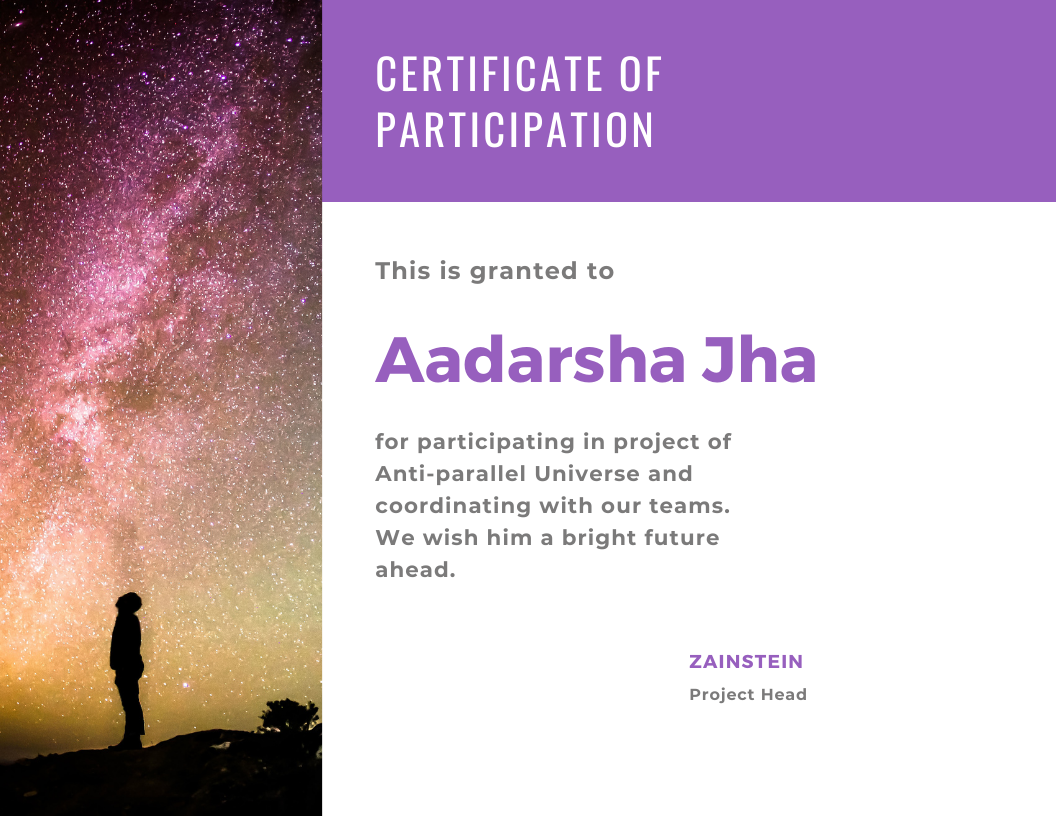 CERTIFICATE OF
PARTICIPATION
This is granted to
Aadarsha Jha
for participating in project of
Anti-parallel Universe and
coordinating with our teams.
We wish him a bright future
ahead.
ZAINSTEIN
Project Head